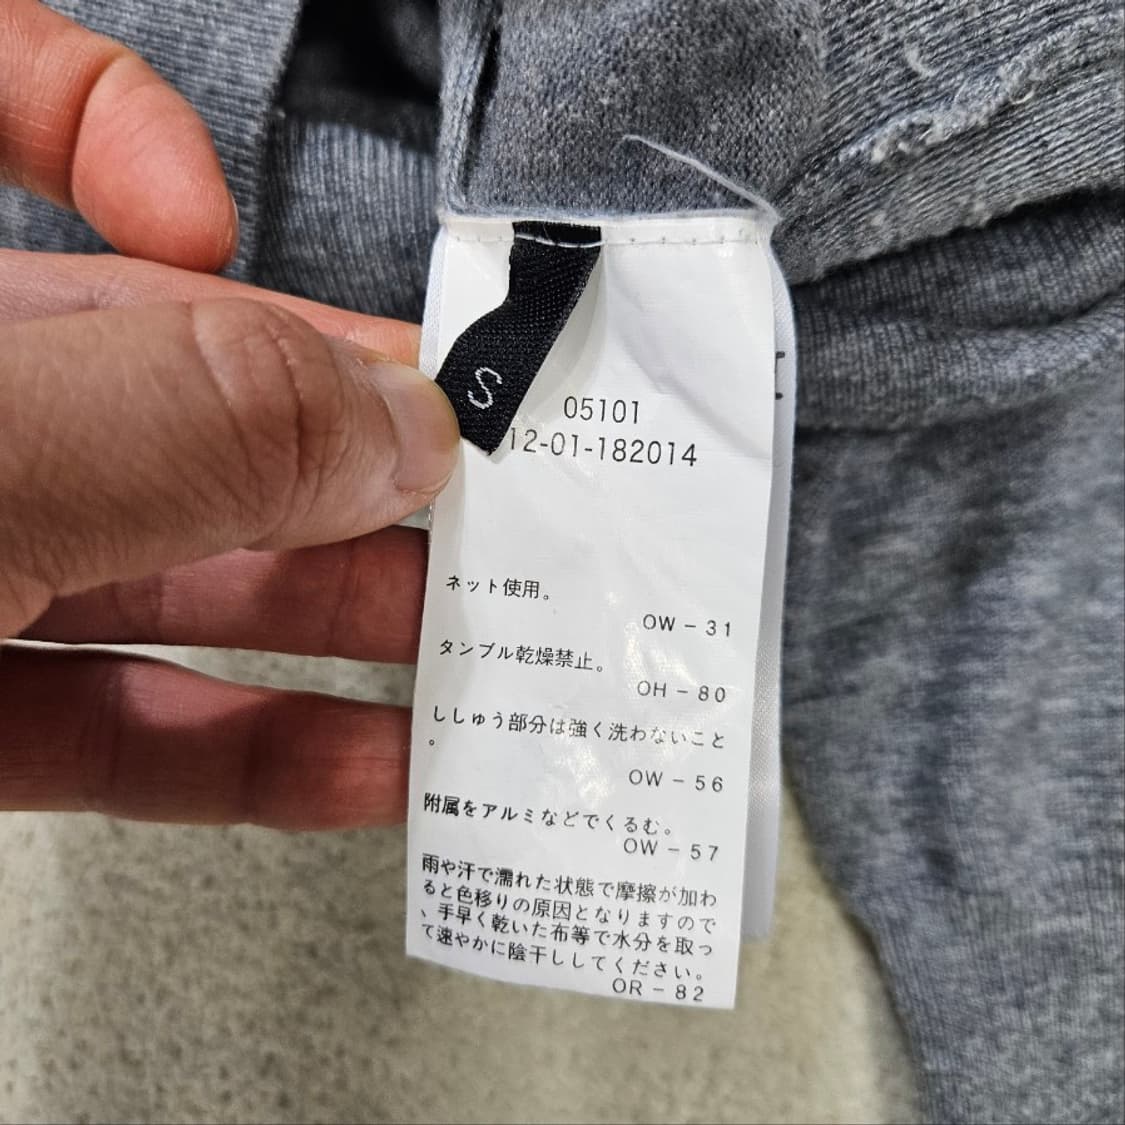 S
05101
12-01-182014
ネット使用。
OW-31
タンブル乾燥禁止。
OH-80
ししゅう部分は強く洗わないこと
。
OW-56
附属をアルミなどでくるむ。
OW-57
雨や汗で濡れた状態で摩擦が加わ
ると色移りの原因となりますので
、手早く乾いた布等で水分を取っ
て速やかに陰干ししてください。
OR-82